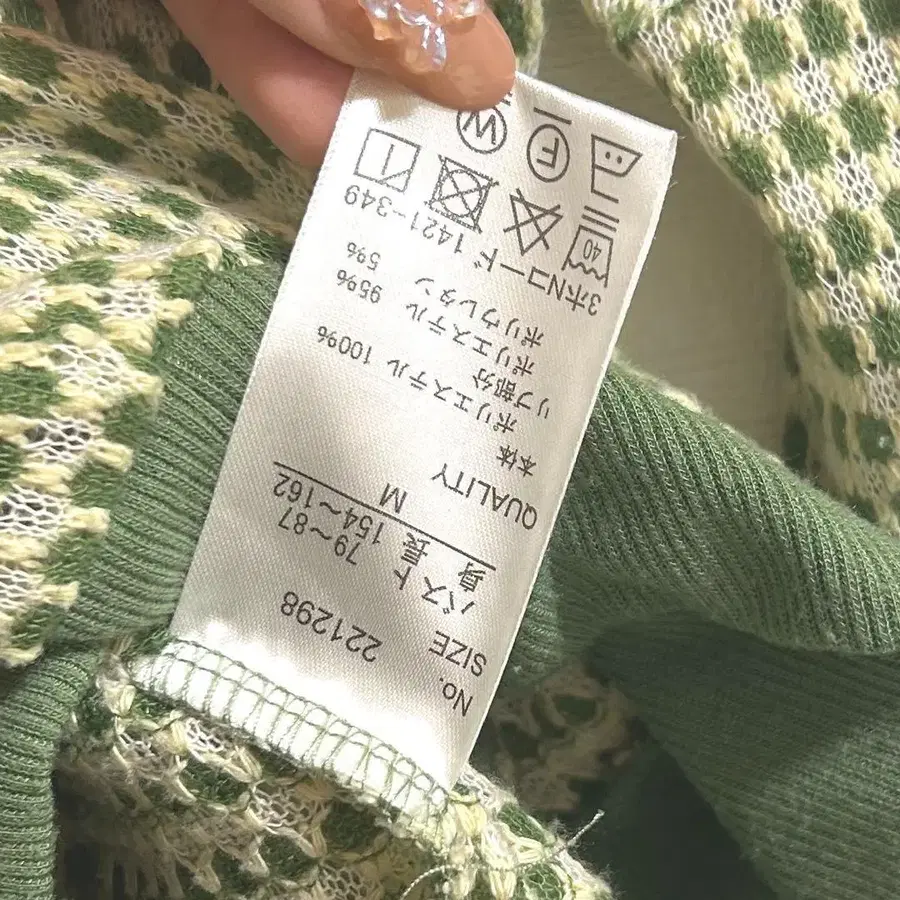 No. 221298
SIZE
バスト 79~87
身長 154~162
M
QUALITY
本体
ポリエステル 100%
リブ部分
ポリエステル 95%
ポリウレタン 5%
3ホNコード 1421-349
40
F
W